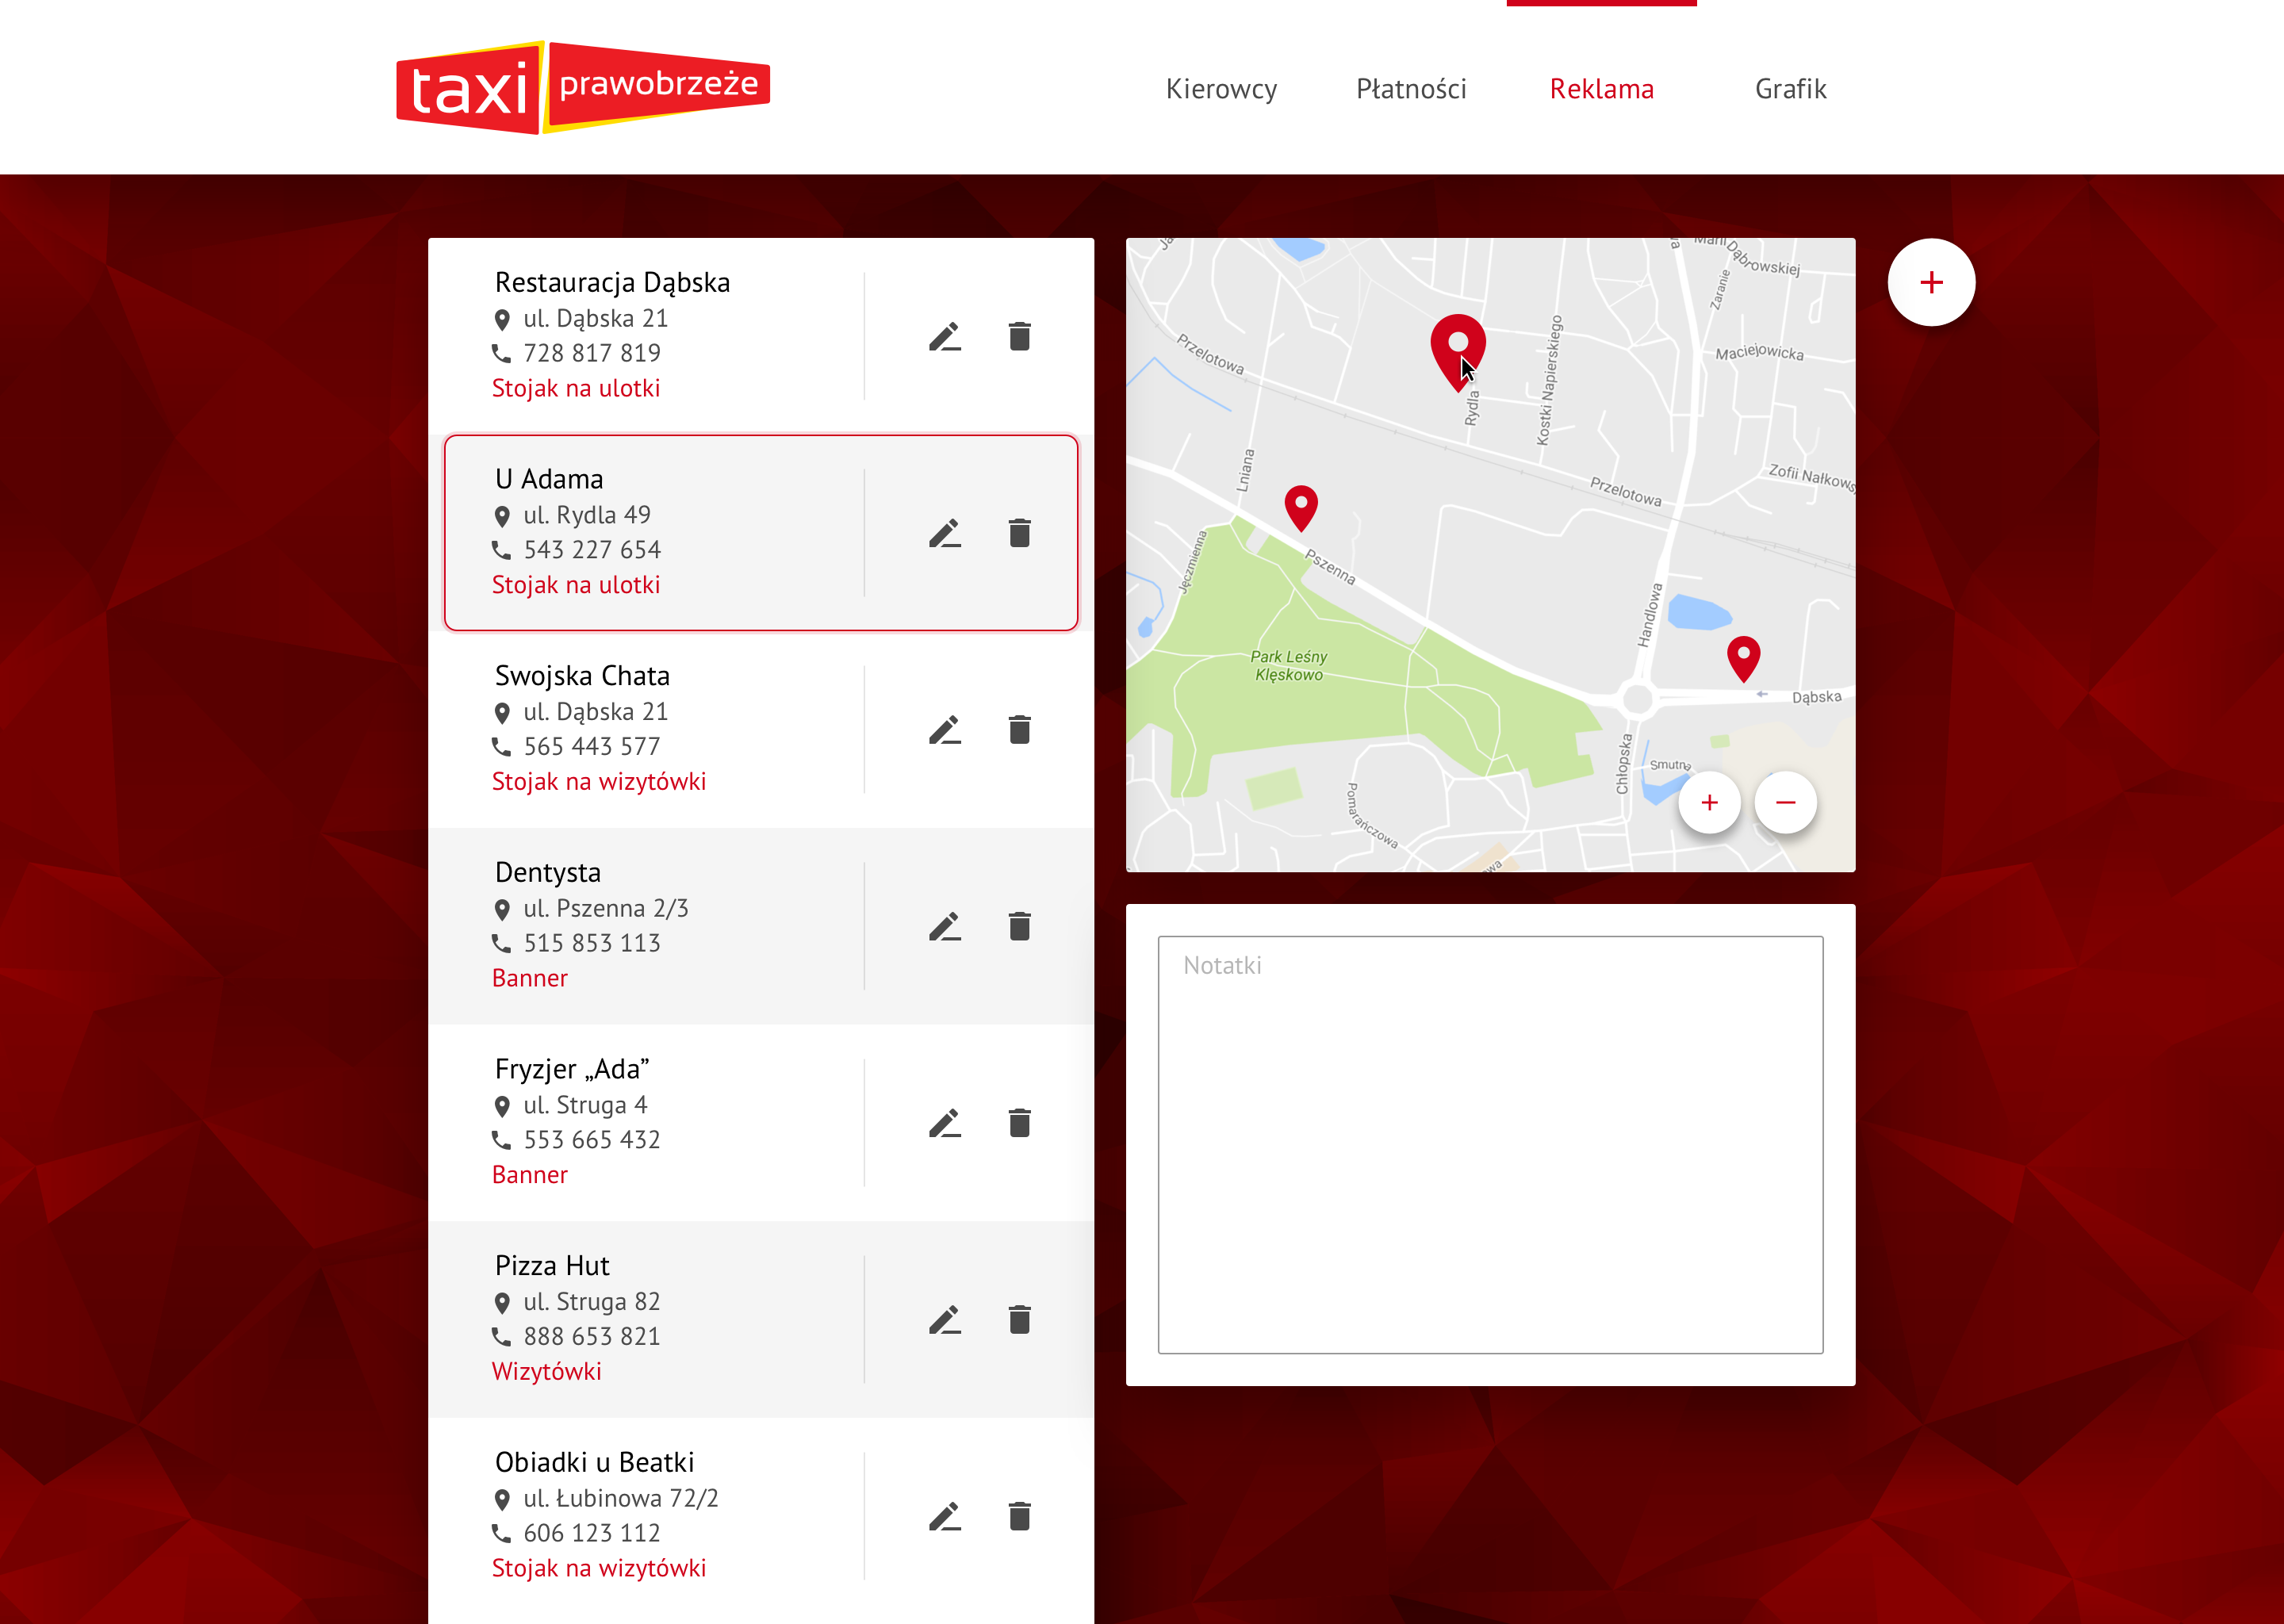 taxi prawobrzeże
Kierowcy Płatności Reklama Grafik
Restauracja Dąbska
ul. Dąbska 21
728 817 819
Stojak na ulotki
U Adama
ul. Rydla 49
543 227 654
Stojak na ulotki
Swojska Chata
ul. Dąbska 21
565 443 577
Stojak na wizytówki
Dentysta
ul. Pszenna 2/3
515 853 113
Banner
Fryzjer „Ada”
ul. Struga 4
553 665 432
Banner
Pizza Hut
ul. Struga 82
888 653 821
Wizytówki
Obiadki u Beatki
ul. Łubinowa 72/2
606 123 112
Stojak na wizytówki
Dąbrowskiej
Zaranie
Maciejowicka
Przelotowa
Rydla
Kostki Napierskiego
Lniana
Zofii Nałkows
Przelotowa
Jęczmienna
Pszenna
Handlowa
Park Leśny
Klęskowo
Dąbska
Chłopska
Smutna
Pomarańczowa
Notatki